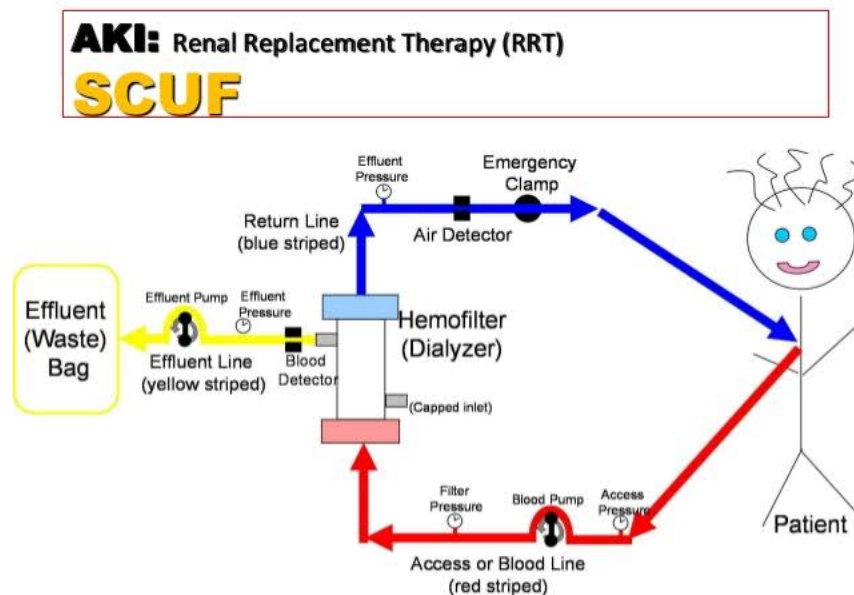 AKI: Renal Replacement Therapy (RRT)
SCUF
Effluent
Pressure
Emergency
Clamp
Return Line
(blue striped)
Air Detector
Effluent
(Waste)
Bag
Effluent Pump
Effluent
Pressure
Effluent Line
(yellow striped)
Blood
Detector
Hemofilter
(Dialyzer)
(Capped inlet)
Filter
Pressure
Blood Pump
Access
Pressure
Access or Blood Line
(red striped)
Patient